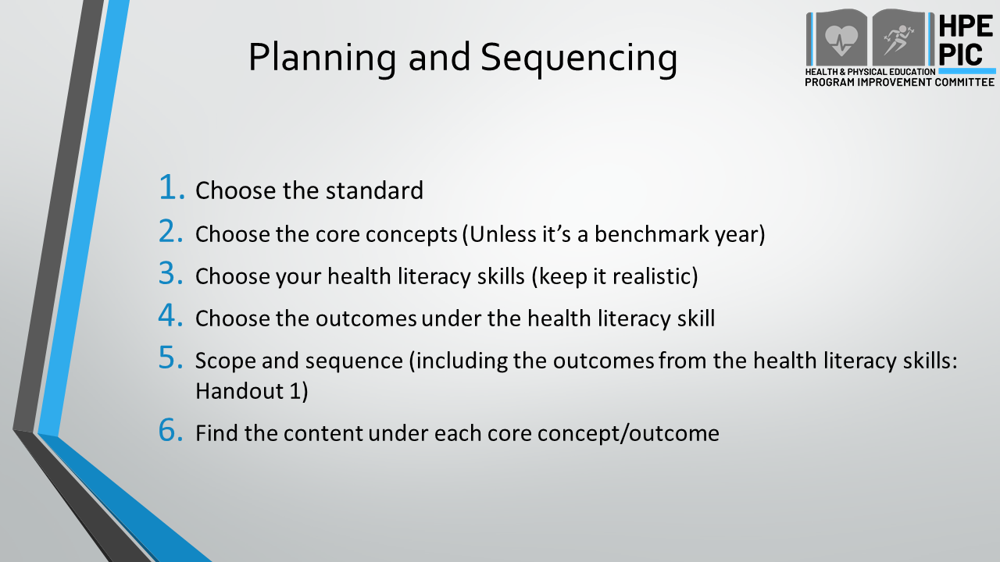 Planning and Sequencing
HPE
PIC
HEALTH & PHYSICAL EDUCATION
PROGRAM IMPROVEMENT COMMITTEE
1. Choose the standard
2. Choose the core concepts (Unless it’s a benchmark year)
3. Choose your health literacy skills (keep it realistic)
4. Choose the outcomes under the health literacy skill
5. Scope and sequence (including the outcomes from the health literacy skills:
Handout 1)
6. Find the content under each core concept/outcome